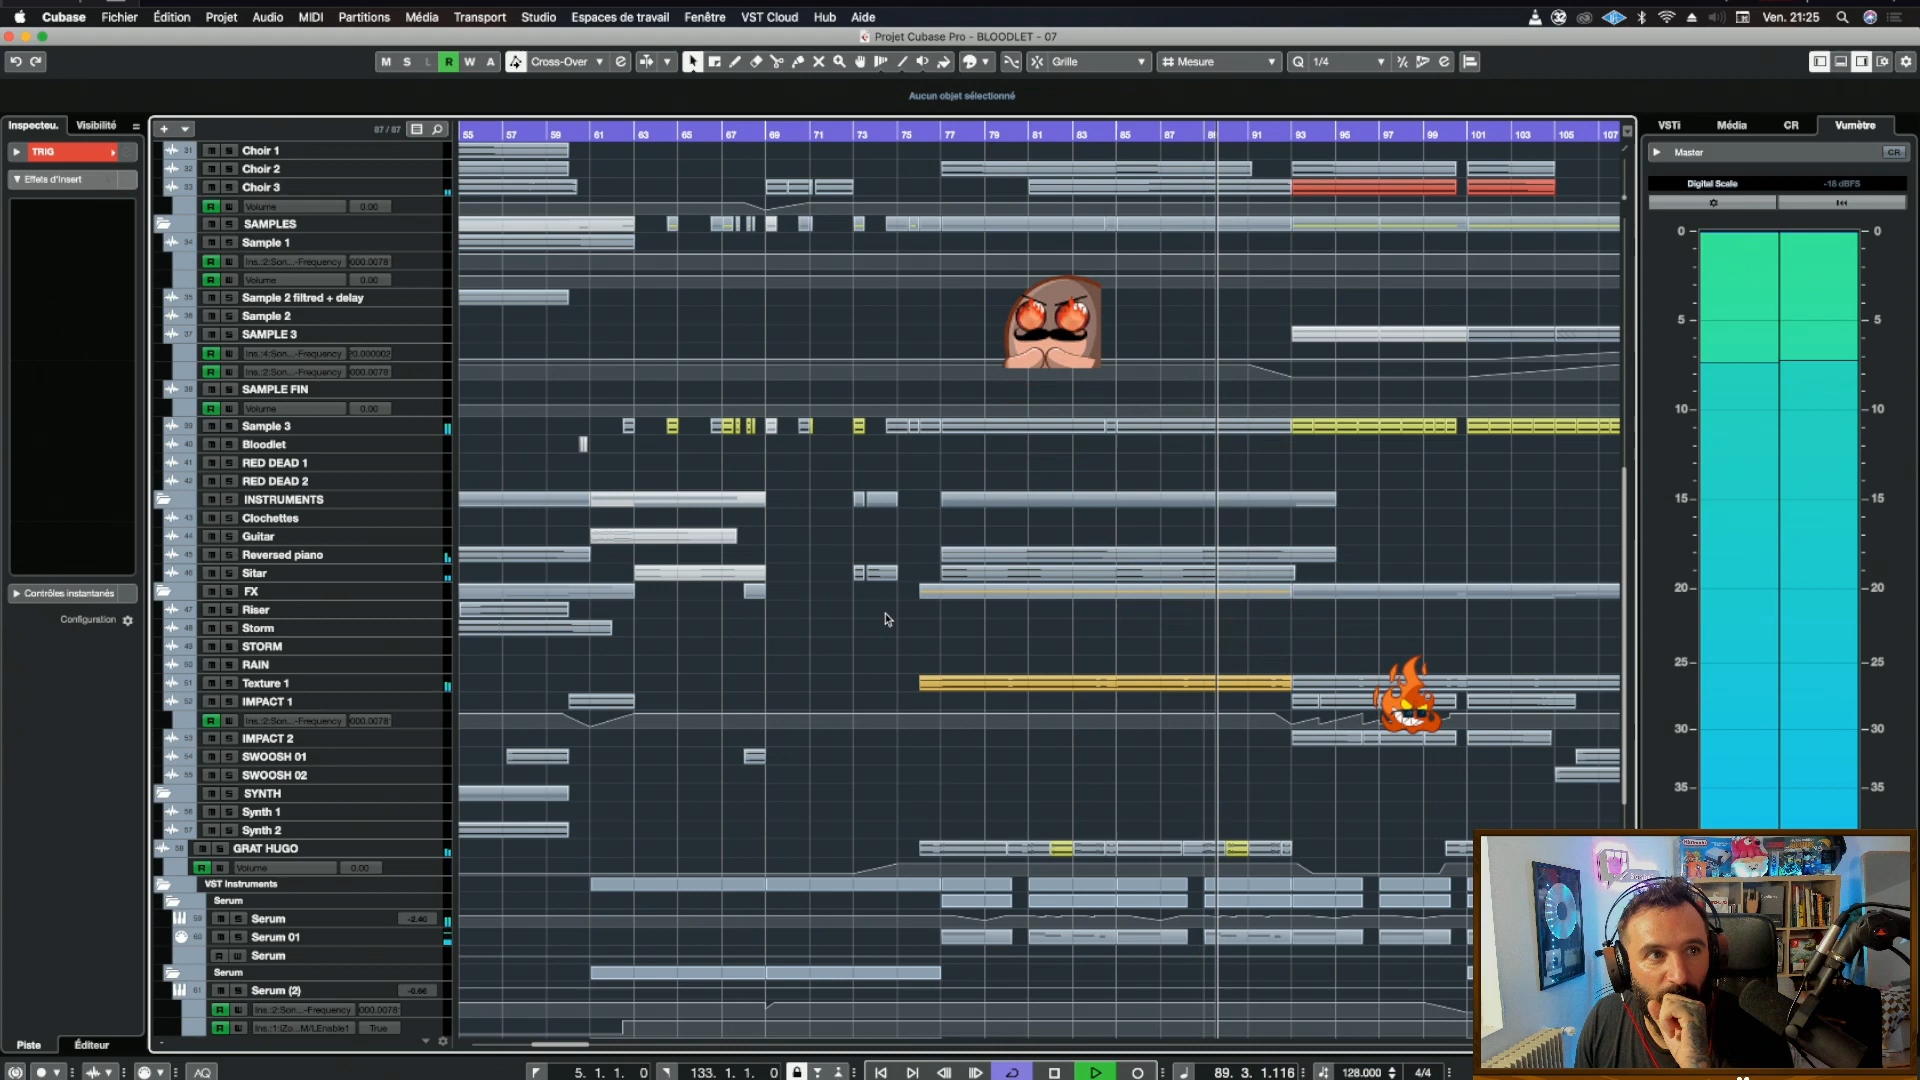 Cubase Fichier Édition Projet Audio MIDI Partitions Média Transport Studio Espaces de travail Fenêtre VST Cloud Hub Aide
Ven. 21:25
Projet Cubase Pro - BLOODLET - 07
M S L R W A Cross-Over Grille Mesure Q 1/4
Aucun objet sélectionné
Inspecteu. Visibilité
87 / 87
55 57 59 61 63 65 67 69 71 73 75 77 79 81 83 85 87 89 91 93 95 97 99 101 103 105 107
VSTi Média CR Vumètre
TRIG
Effets d'Insert
Contrôles instantanés
Configuration
Piste Éditeur
31 Choir 1
32 Choir 2
33 Choir 3
Volume 0.00
SAMPLES
34 Sample 1
Ins.:2:Son...-Frequency 000.0078
Volume 0.00
35 Sample 2 filtred + delay
36 Sample 2
37 SAMPLE 3
Ins.:4:Son...-Frequency 20.000002
Ins.:2:Son...-Frequency 000.0078
38 SAMPLE FIN
Volume 0.00
39 Sample 3
40 Bloodlet
41 RED DEAD 1
42 RED DEAD 2
INSTRUMENTS
43 Clochettes
44 Guitar
45 Reversed piano
46 Sitar
FX
47 Riser
48 Storm
49 STORM
50 RAIN
51 Texture 1
52 IMPACT 1
Ins.:2:Son...-Frequency 000.0078
53 IMPACT 2
54 SWOOSH 01
55 SWOOSH 02
SYNTH
56 Synth 1
57 Synth 2
58 GRAT HUGO
Volume 0.00
VST Instruments
Serum
59 Serum -2.40
60 Serum 01
Serum
Serum
61 Serum (2) -0.66
Ins.:2:Son...-Frequency 000.0078
Ins.:1:iZo...M/LEnable1 True
Master CR
Digital Scale -18 dBFS
0 0
5 5
10 10
15 15
20 20
25 25
30 30
35 35
AQ
5. 1. 1. 0 133. 1. 1. 0 89. 3. 1.116 128.000 4/4